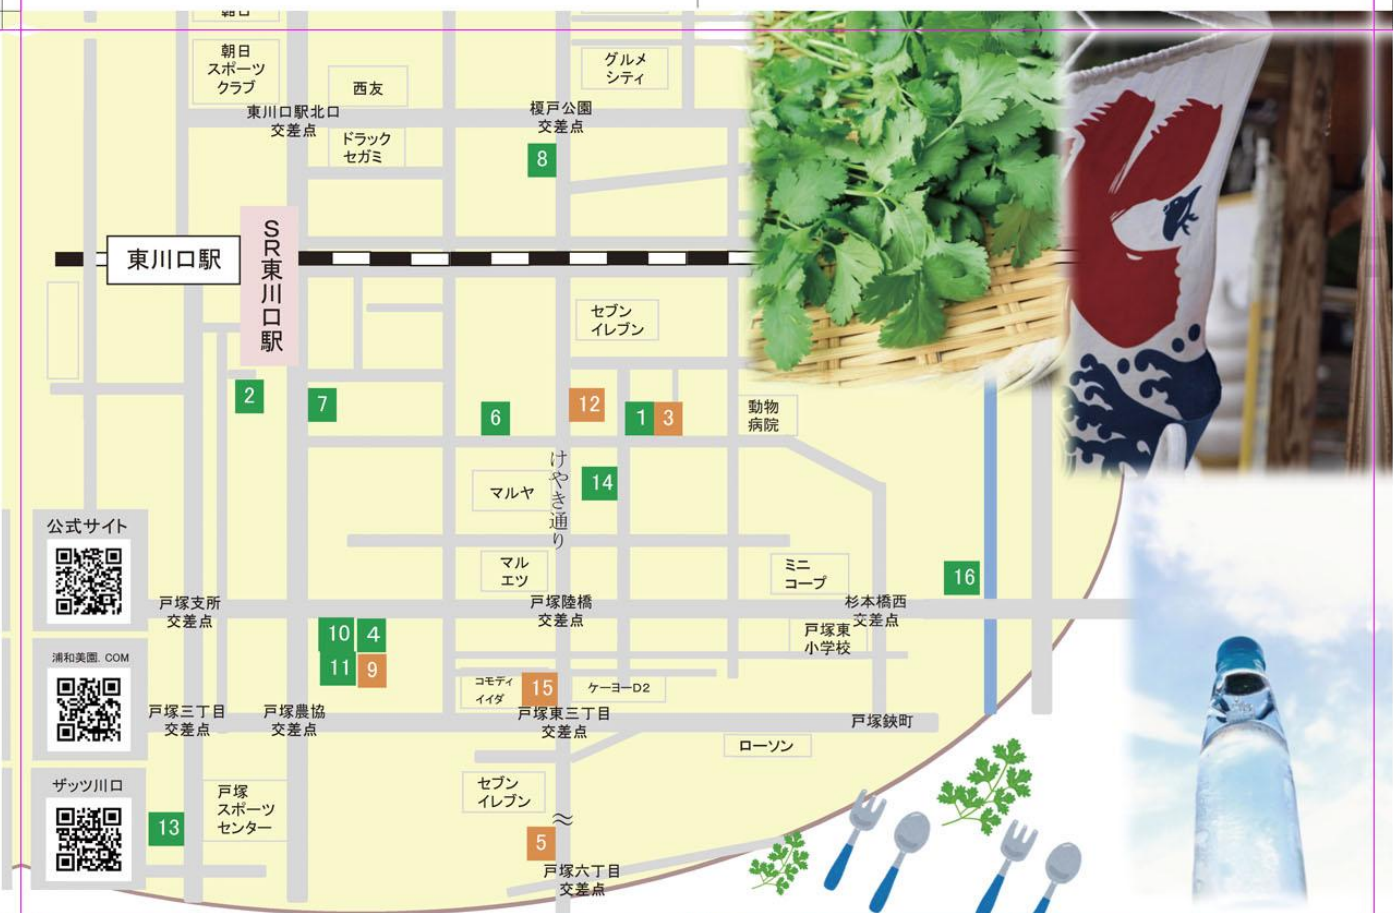 朝日
朝日
スポーツ
クラブ
西友
グルメ
シティ
東川口駅北口
交差点
榎戸公園
交差点
ドラック
セガミ
8
東川口駅
SR東川口駅
セブン
イレブン
2
7
6
12
1
3
動物
病院
けやき通り
マルヤ
14
公式サイト
マル
エツ
ミニ
コープ
16
戸塚支所
交差点
戸塚陸橋
交差点
杉本橋西
交差点
10
4
11
9
戸塚東
小学校
浦和美園.COM
コモディ
イイダ
15
ケーヨーD2
戸塚三丁目
交差点
戸塚農協
交差点
戸塚東三丁目
交差点
戸塚鋏町
ローソン
ザッツ川口
13
戸塚
スポーツ
センター
セブン
イレブン
5
戸塚六丁目
交差点